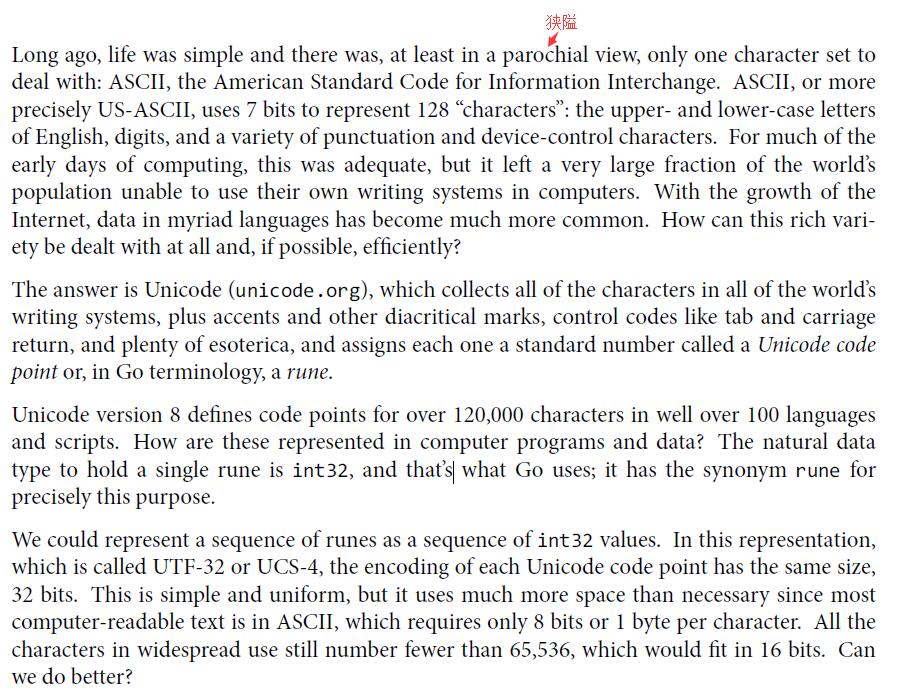 狭隘
Long ago, life was simple and there was, at least in a parochial view, only one character set to
deal with: ASCII, the American Standard Code for Information Interchange. ASCII, or more
precisely US-ASCII, uses 7 bits to represent 128 “characters”: the upper- and lower-case letters
of English, digits, and a variety of punctuation and device-control characters. For much of the
early days of computing, this was adequate, but it left a very large fraction of the world’s
population unable to use their own writing systems in computers. With the growth of the
Internet, data in myriad languages has become much more common. How can this rich vari-
ety be dealt with at all and, if possible, efficiently?
The answer is Unicode (unicode.org), which collects all of the characters in all of the world’s
writing systems, plus accents and other diacritical marks, control codes like tab and carriage
return, and plenty of esoterica, and assigns each one a standard number called a Unicode code
point or, in Go terminology, a rune.
Unicode version 8 defines code points for over 120,000 characters in well over 100 languages
and scripts. How are these represented in computer programs and data? The natural data
type to hold a single rune is int32, and that’s what Go uses; it has the synonym rune for
precisely this purpose.
We could represent a sequence of runes as a sequence of int32 values. In this representation,
which is called UTF-32 or UCS-4, the encoding of each Unicode code point has the same size,
32 bits. This is simple and uniform, but it uses much more space than necessary since most
computer-readable text is in ASCII, which requires only 8 bits or 1 byte per character. All the
characters in widespread use still number fewer than 65,536, which would fit in 16 bits. Can
we do better?